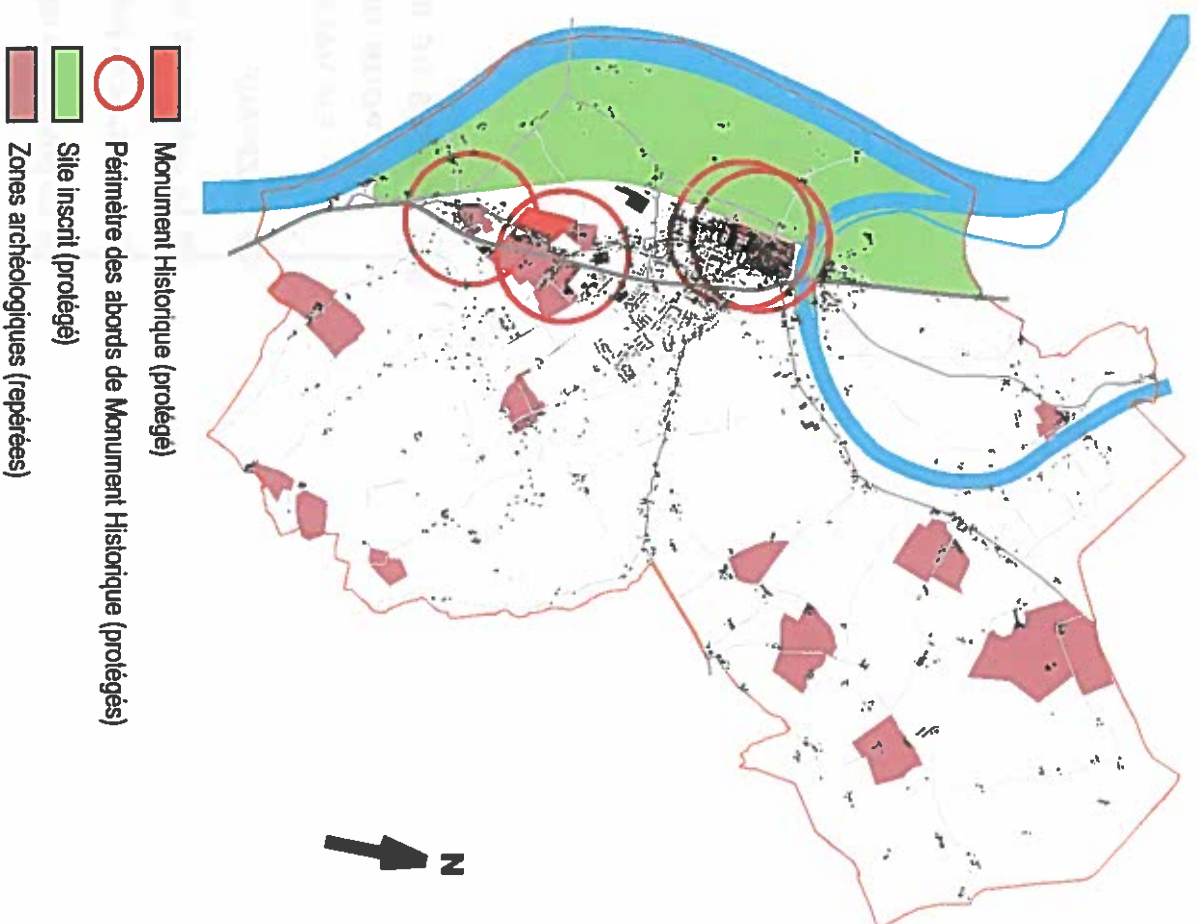 Monument Historique (protégé)
Périmètre des abords de Monument Historique (protégés)
Site inscrit (protégé)
Zones archéologiques (repérées)
N